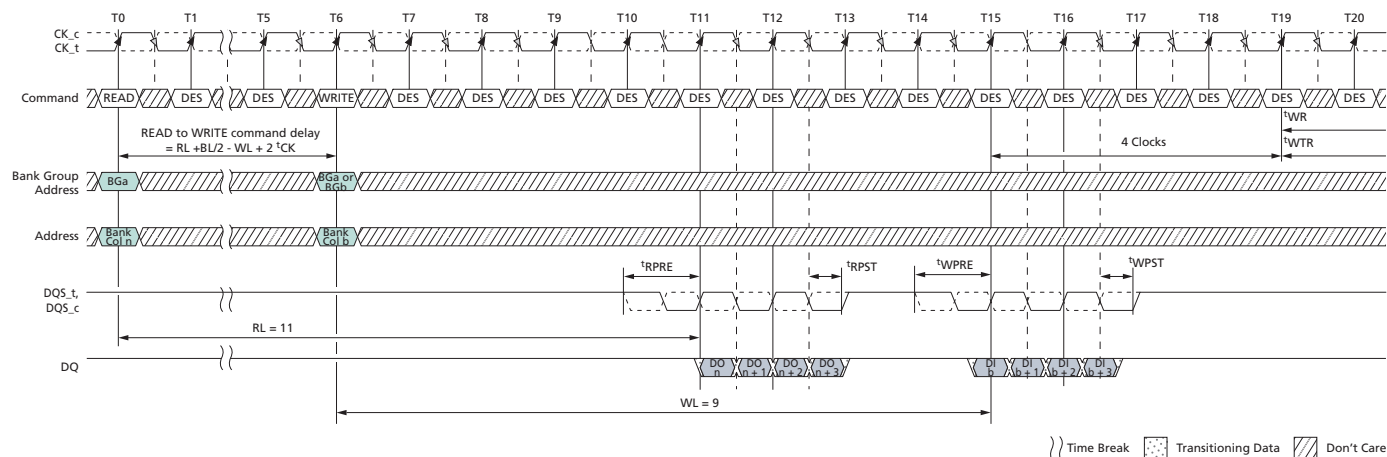 T0 T1 T5 T6 T7 T8 T9 T10 T11 T12 T13 T14 T15 T16 T17 T18 T19 T20
CK_c
CK_t
Command READ DES DES WRITE DES DES DES DES DES DES DES DES DES DES DES DES DES DES
tWR
READ to WRITE command delay
= RL +BL/2 - WL + 2 tCK
4 Clocks
tWTR
Bank Group
Address
BGa
BGa or
BGb
Address
Bank
Col n
Bank
Col b
tRPRE tRPST tWPRE tWPST
DQS_t,
DQS_c
RL = 11
DQ
DO
n
DO
n + 1
DO
n + 2
DO
n + 3
DI
b
DI
b + 1
DI
b + 2
DI
b + 3
WL = 9
Time Break Transitioning Data Don't Care